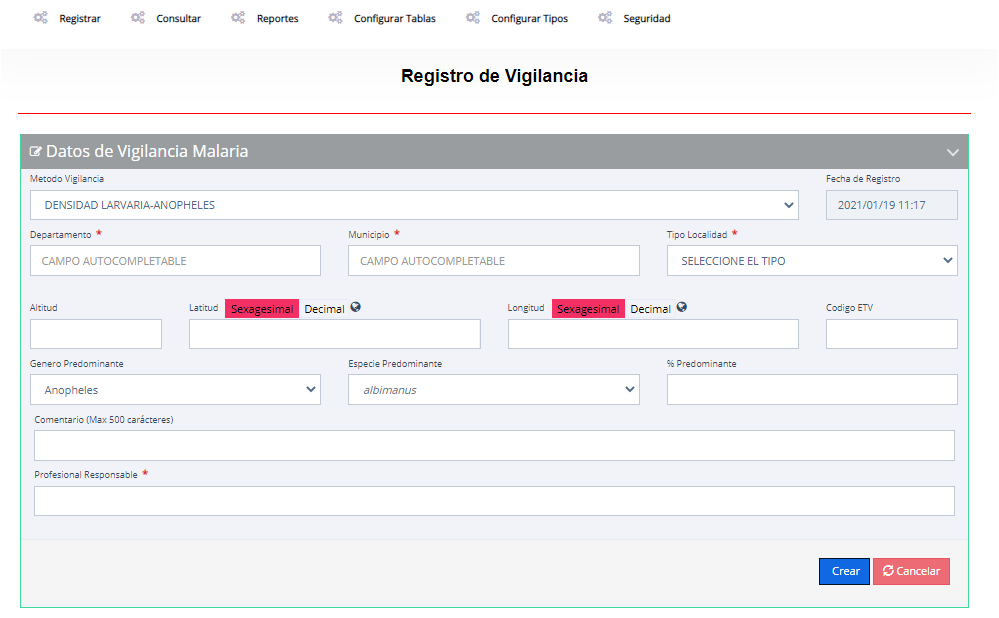 Registrar Consultar Reportes Configurar Tablas Configurar Tipos Seguridad
Registro de Vigilancia
Datos de Vigilancia Malaria
Metodo Vigilancia Fecha de Registro
DENSIDAD LARVARIA-ANOPHELES 2021/01/19 11:17
Departamento * Municipio * Tipo Localidad *
CAMPO AUTOCOMPLETABLE CAMPO AUTOCOMPLETABLE SELECCIONE EL TIPO
Altitud Latitud Sexagesimal Decimal Longitud Sexagesimal Decimal Codigo ETV
Genero Predominante Especie Predominante % Predominante
Anopheles albimanus
Comentario (Max 500 carácteres)
Profesional Responsable *
Crear Cancelar